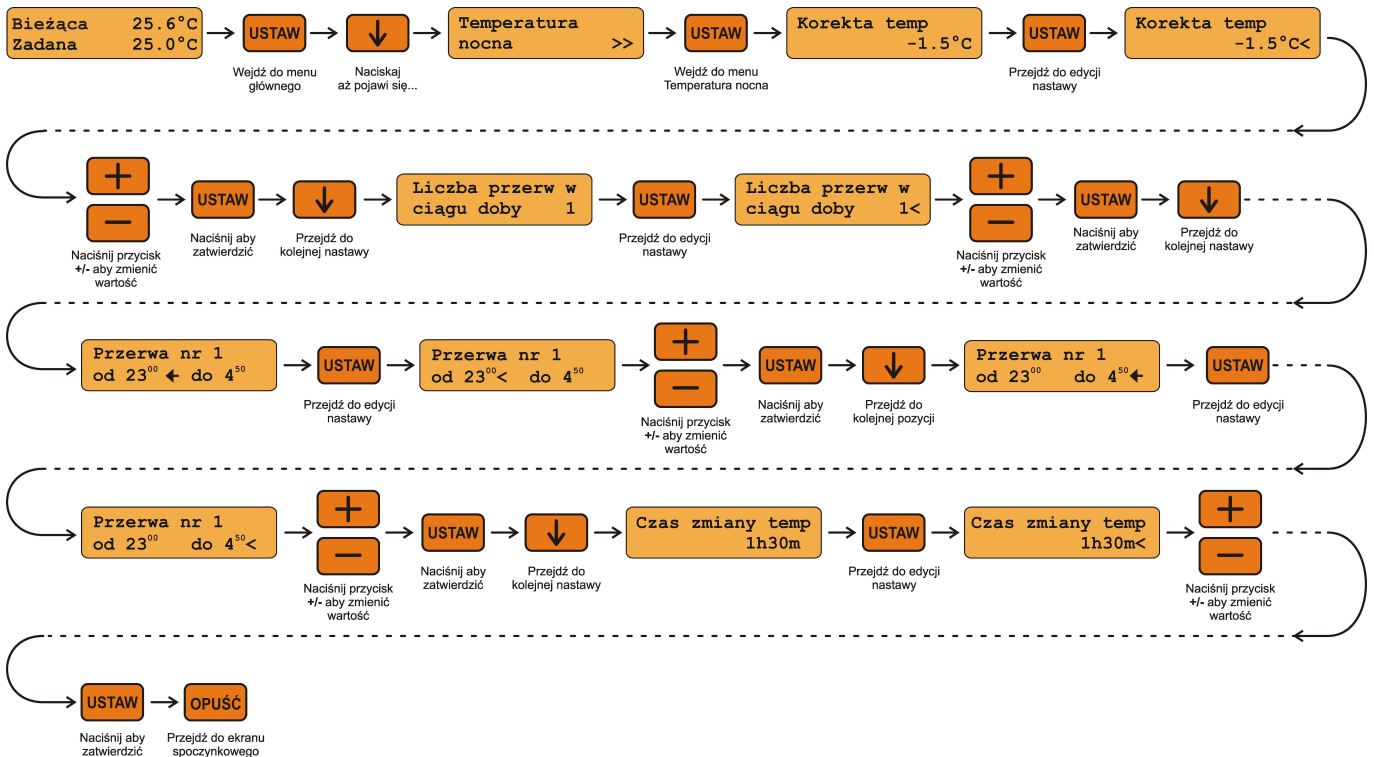 Bieżąca 25.6°C
Zadana 25.0°C
USTAW
Wejdź do menu
głównego
Naciskaj
aż pojawi się...
Temperatura
nocna >>
USTAW
Wejdź do menu
Temperatura nocna
Korekta temp
-1.5°C
USTAW
Przejdź do edycji
nastawy
Korekta temp
-1.5°C<
+
−
Naciśnij przycisk
+/- aby zmienić
wartość
USTAW
Naciśnij aby
zatwierdzić
Przejdź do
kolejnej nastawy
Liczba przerw w
ciągu doby 1
USTAW
Przejdź do edycji
nastawy
Liczba przerw w
ciągu doby 1<
+
−
Naciśnij przycisk
+/- aby zmienić
wartość
USTAW
Naciśnij aby
zatwierdzić
Przejdź do
kolejnej nastawy
Przerwa nr 1
od 23⁰⁰ ← do 4⁵⁰
USTAW
Przejdź do edycji
nastawy
Przerwa nr 1
od 23⁰⁰< do 4⁵⁰
+
−
Naciśnij przycisk
+/- aby zmienić
wartość
USTAW
Naciśnij aby
zatwierdzić
Przejdź do
kolejnej pozycji
Przerwa nr 1
od 23⁰⁰ do 4⁵⁰←
USTAW
Przejdź do edycji
nastawy
Przerwa nr 1
od 23⁰⁰ do 4⁵⁰<
+
−
Naciśnij przycisk
+/- aby zmienić
wartość
USTAW
Naciśnij aby
zatwierdzić
Przejdź do
kolejnej nastawy
Czas zmiany temp
1h30m
USTAW
Przejdź do edycji
nastawy
Czas zmiany temp
1h30m<
+
−
Naciśnij przycisk
+/- aby zmienić
wartość
USTAW
Naciśnij aby
zatwierdzić
OPUŚĆ
Przejdź do ekranu
spoczynkowego